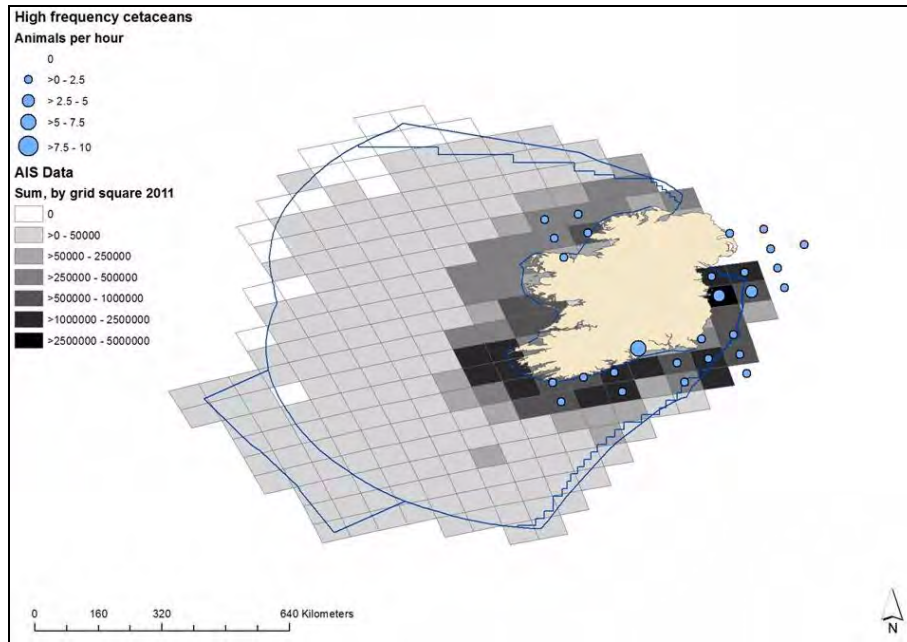 High frequency cetaceans
Animals per hour
0
>0 - 2.5
> 2.5 - 5
>5 - 7.5
>7.5 - 10
AIS Data
Sum, by grid square 2011
0
>0 - 50000
>50000 - 250000
>250000 - 500000
>500000 - 1000000
>1000000 - 2500000
>2500000 - 5000000
0 160 320 640 Kilometers
N